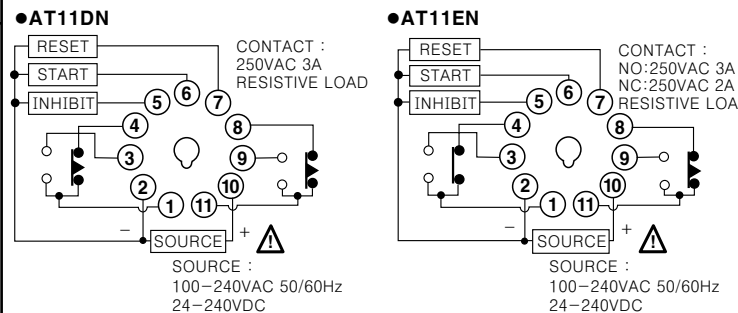 ●AT11DN
RESET
START
INHIBIT
CONTACT :
250VAC 3A
RESISTIVE LOAD
5 6 7
4 8
3 9
2 10
1 11
− SOURCE +
SOURCE :
100−240VAC 50/60Hz
24−240VDC
●AT11EN
RESET
START
INHIBIT
CONTACT :
NO:250VAC 3A
NC:250VAC 2A
RESISTIVE LOA
5 6 7
4 8
3 9
2 10
1 11
− SOURCE +
SOURCE :
100−240VAC 50/60Hz
24−240VDC